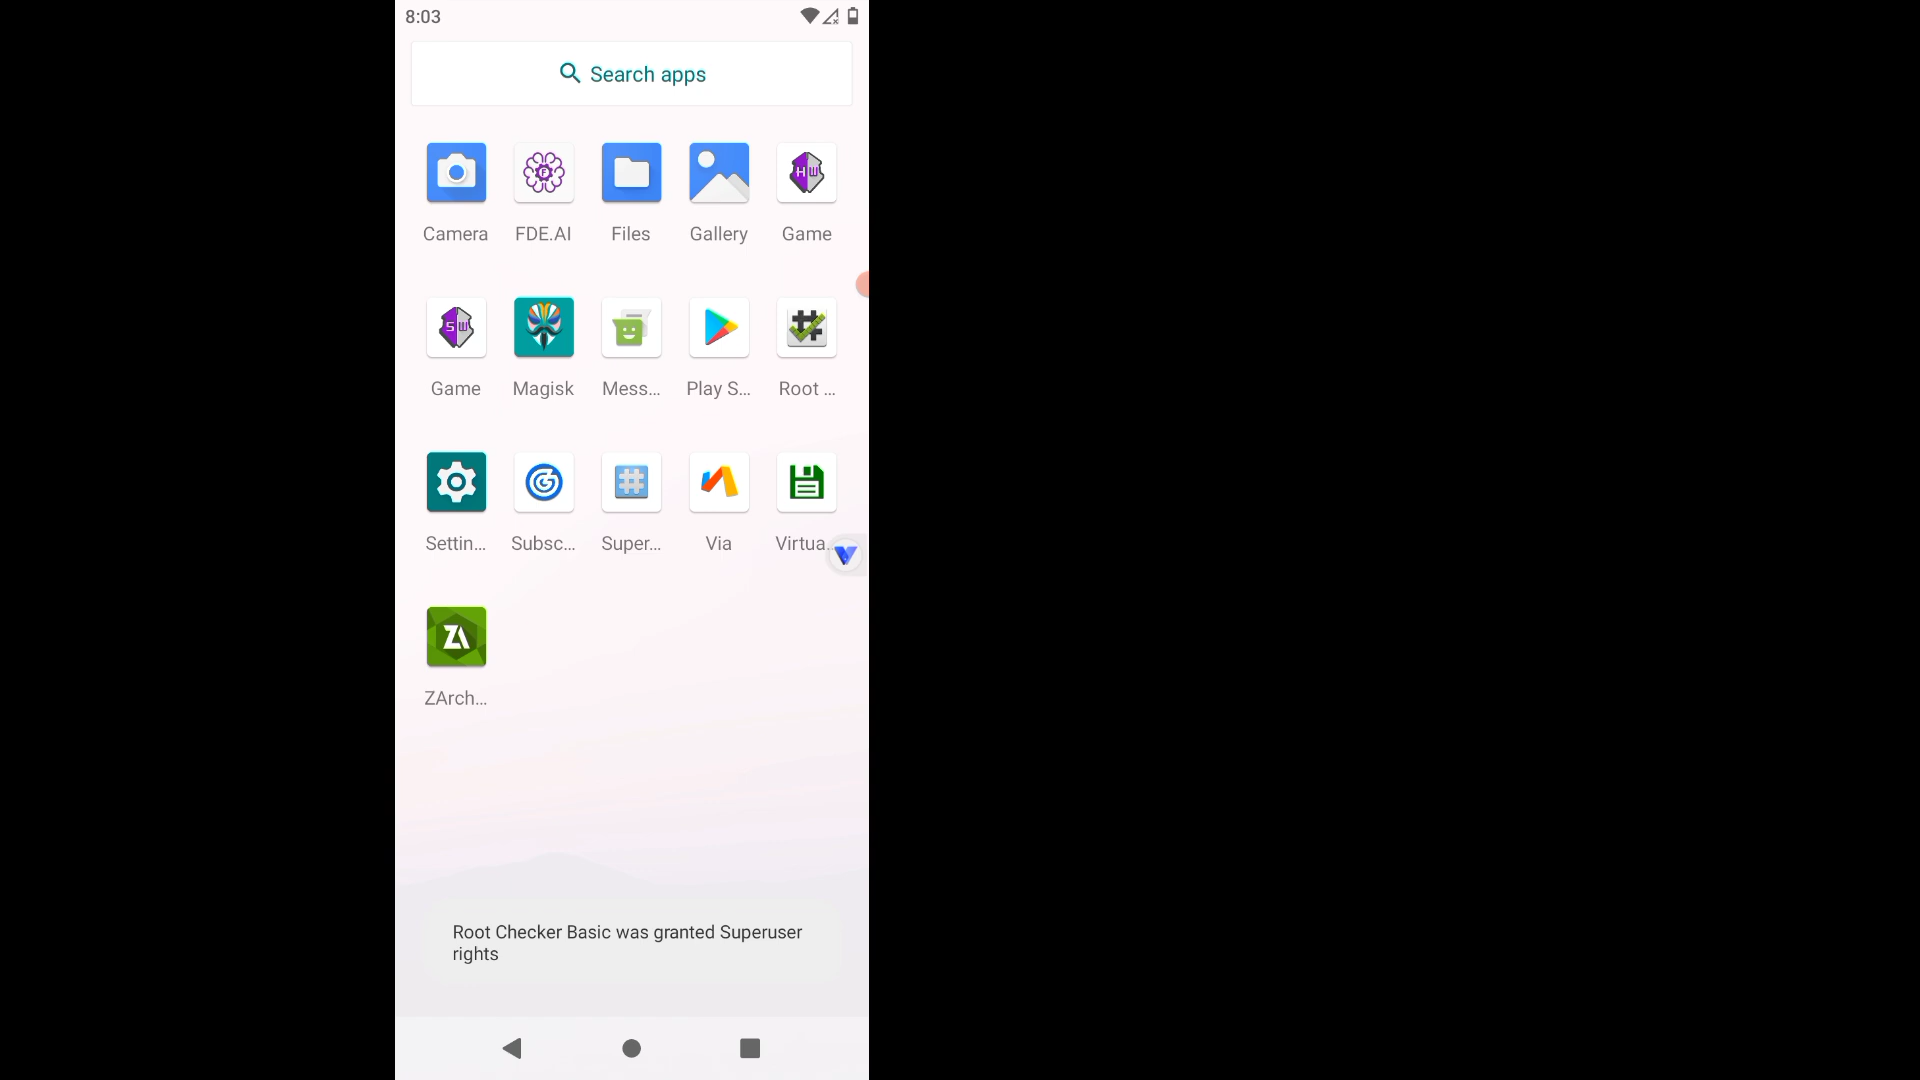 8:03
Search apps
Camera
FDE.AI
Files
Gallery
Game
Game
Magisk
Mess...
Play S...
Root ...
Settin...
Subsc...
Super...
Via
Virtua...
ZArch...
Root Checker Basic was granted Superuser
rights